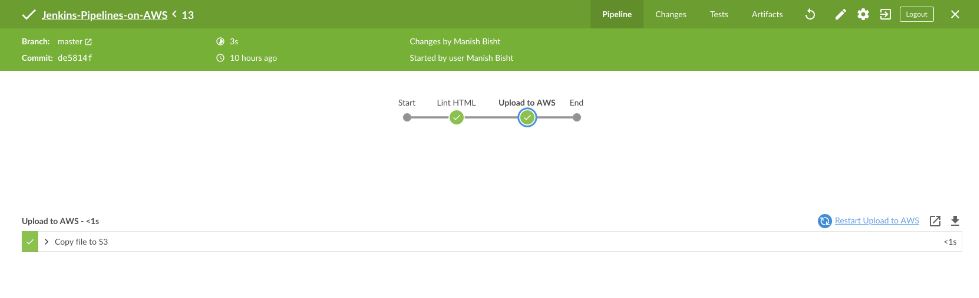 Jenkins-Pipelines-on-AWS < 13
Pipeline Changes Tests Artifacts Logout
Branch: master 3s Changes by Manish Bisht
Commit: de5814f 10 hours ago Started by user Manish Bisht
Start Lint HTML Upload to AWS End
Upload to AWS - <1s Restart Upload to AWS
Copy file to S3 <1s